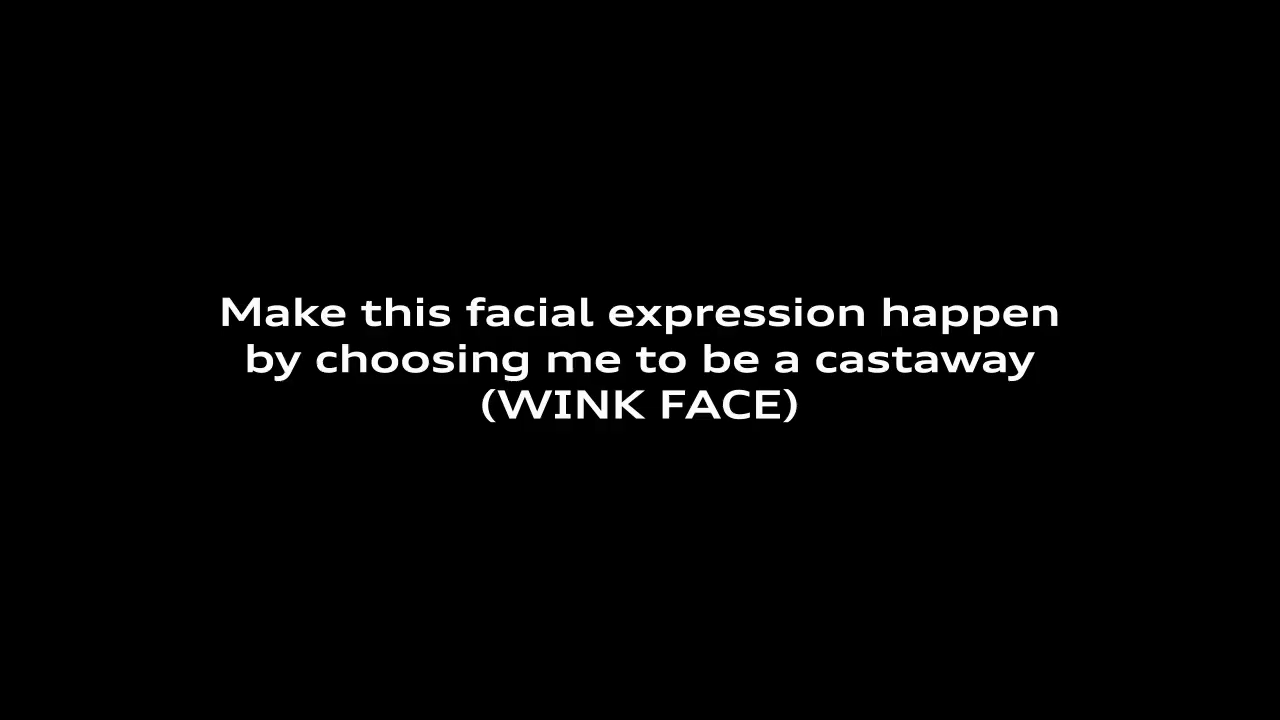 Make this facial expression happen
by choosing me to be a castaway
(WINK FACE)